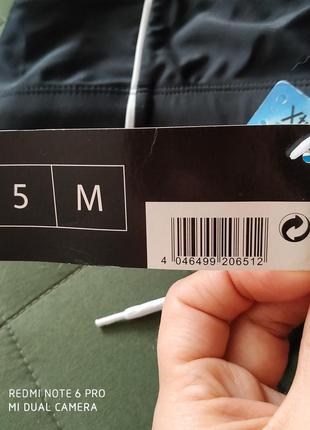 5 M
4 046499 206512
REDMI NOTE 6 PRO
MI DUAL CAMERA